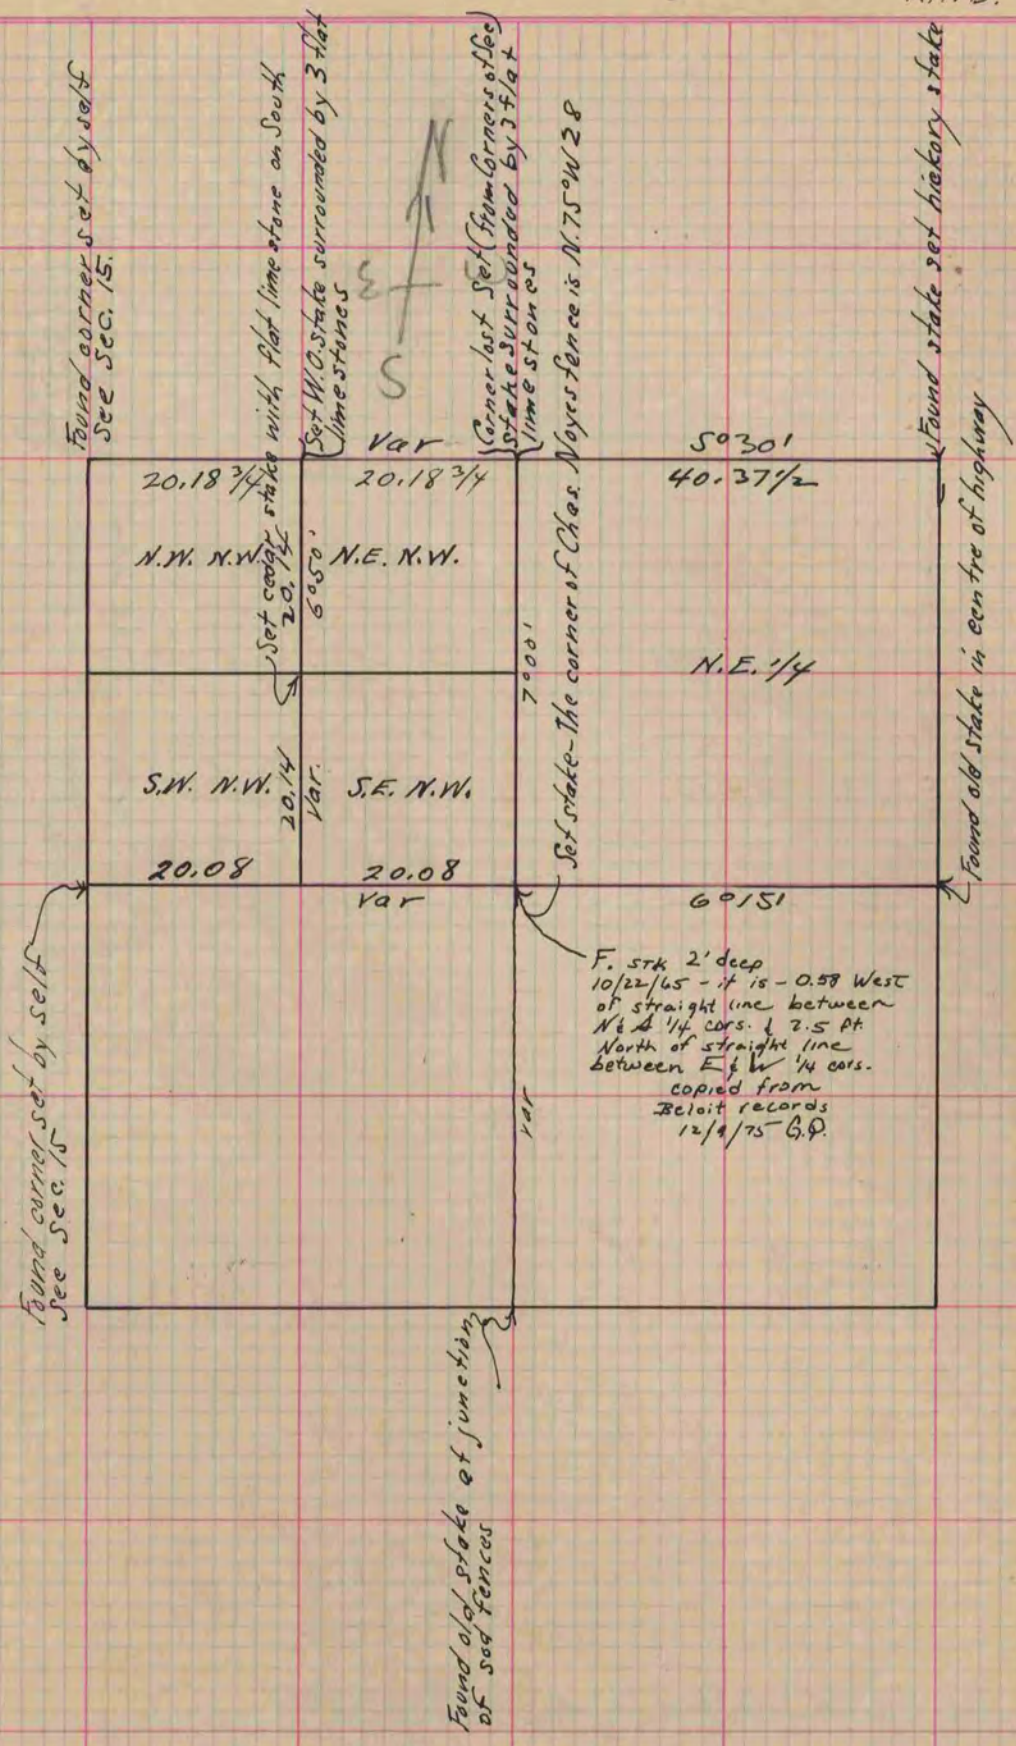 Found corner set by self
See Sec. 15.
Set cedar stake with flat lime stone on South
Set W.O. stake surrounded by 3 flat
lime stones
N
E
S
Corner lost Set (from Corners of Sec)
stake surrounded by 3 flat
lime stones
Set stake - The corner of Chas. Noyes fence is N. 75° W 28
Found stake set hickory stake
Var
5°30'
20.18 3/4
20.18 3/4
40.37 1/2
N.W. N.W.
20.14
6°50'
N.E. N.W.
7°00'
N.E. 1/4
S.W. N.W.
20.14
Var.
S.E. N.W.
20.08
20.08
Var
6°15'
Found old stake in centre of highway
Found corner set by self
See Sec. 15
F. STK 2' deep
10/22/65 - it is - 0.58 West
of straight line between
N & S 1/4 cors. & 2.5 ft.
North of straight line
between E & W 1/4 cors.
copied from
Beloit records
12/9/75 G.P.
var
Found old stake at junction
of sod fences